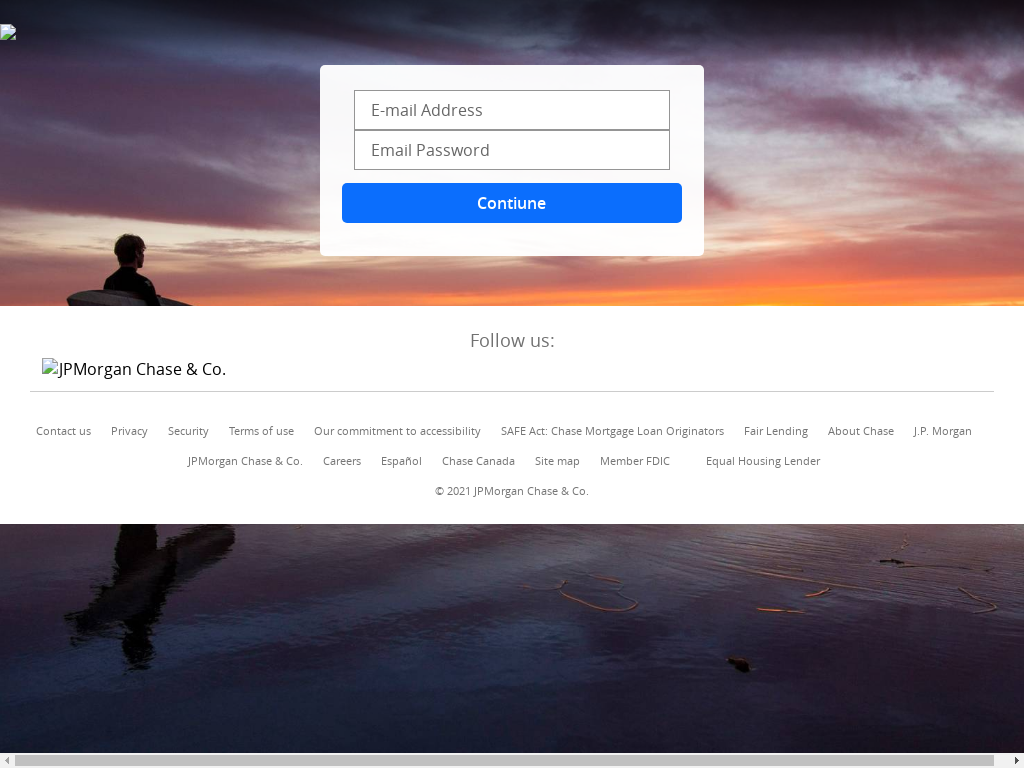 E-mail Address
Email Password
Contiune
Follow us:
JPMorgan Chase & Co.
Contact us Privacy Security Terms of use Our commitment to accessibility SAFE Act: Chase Mortgage Loan Originators Fair Lending About Chase J.P. Morgan
JPMorgan Chase & Co. Careers Español Chase Canada Site map Member FDIC Equal Housing Lender
© 2021 JPMorgan Chase & Co.